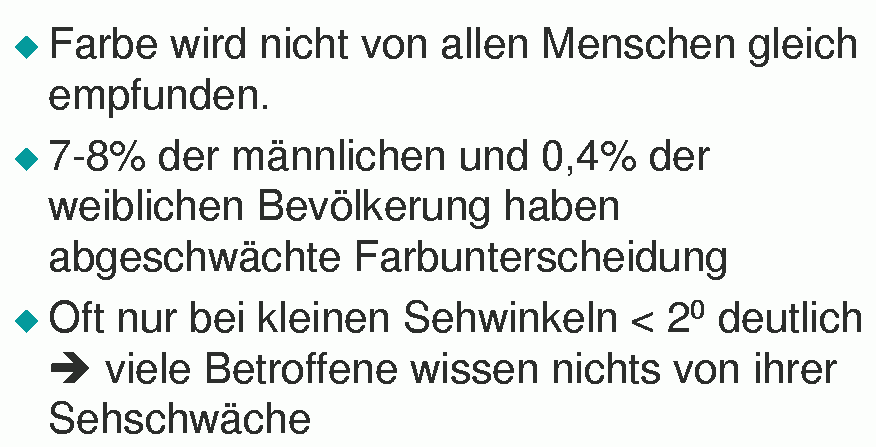 ◆ Farbe wird nicht von allen Menschen gleich
empfunden.
◆ 7-8% der männlichen und 0,4% der
weiblichen Bevölkerung haben
abgeschwächte Farbunterscheidung
◆ Oft nur bei kleinen Sehwinkeln < 2⁰ deutlich
➔ viele Betroffene wissen nichts von ihrer
Sehschwäche